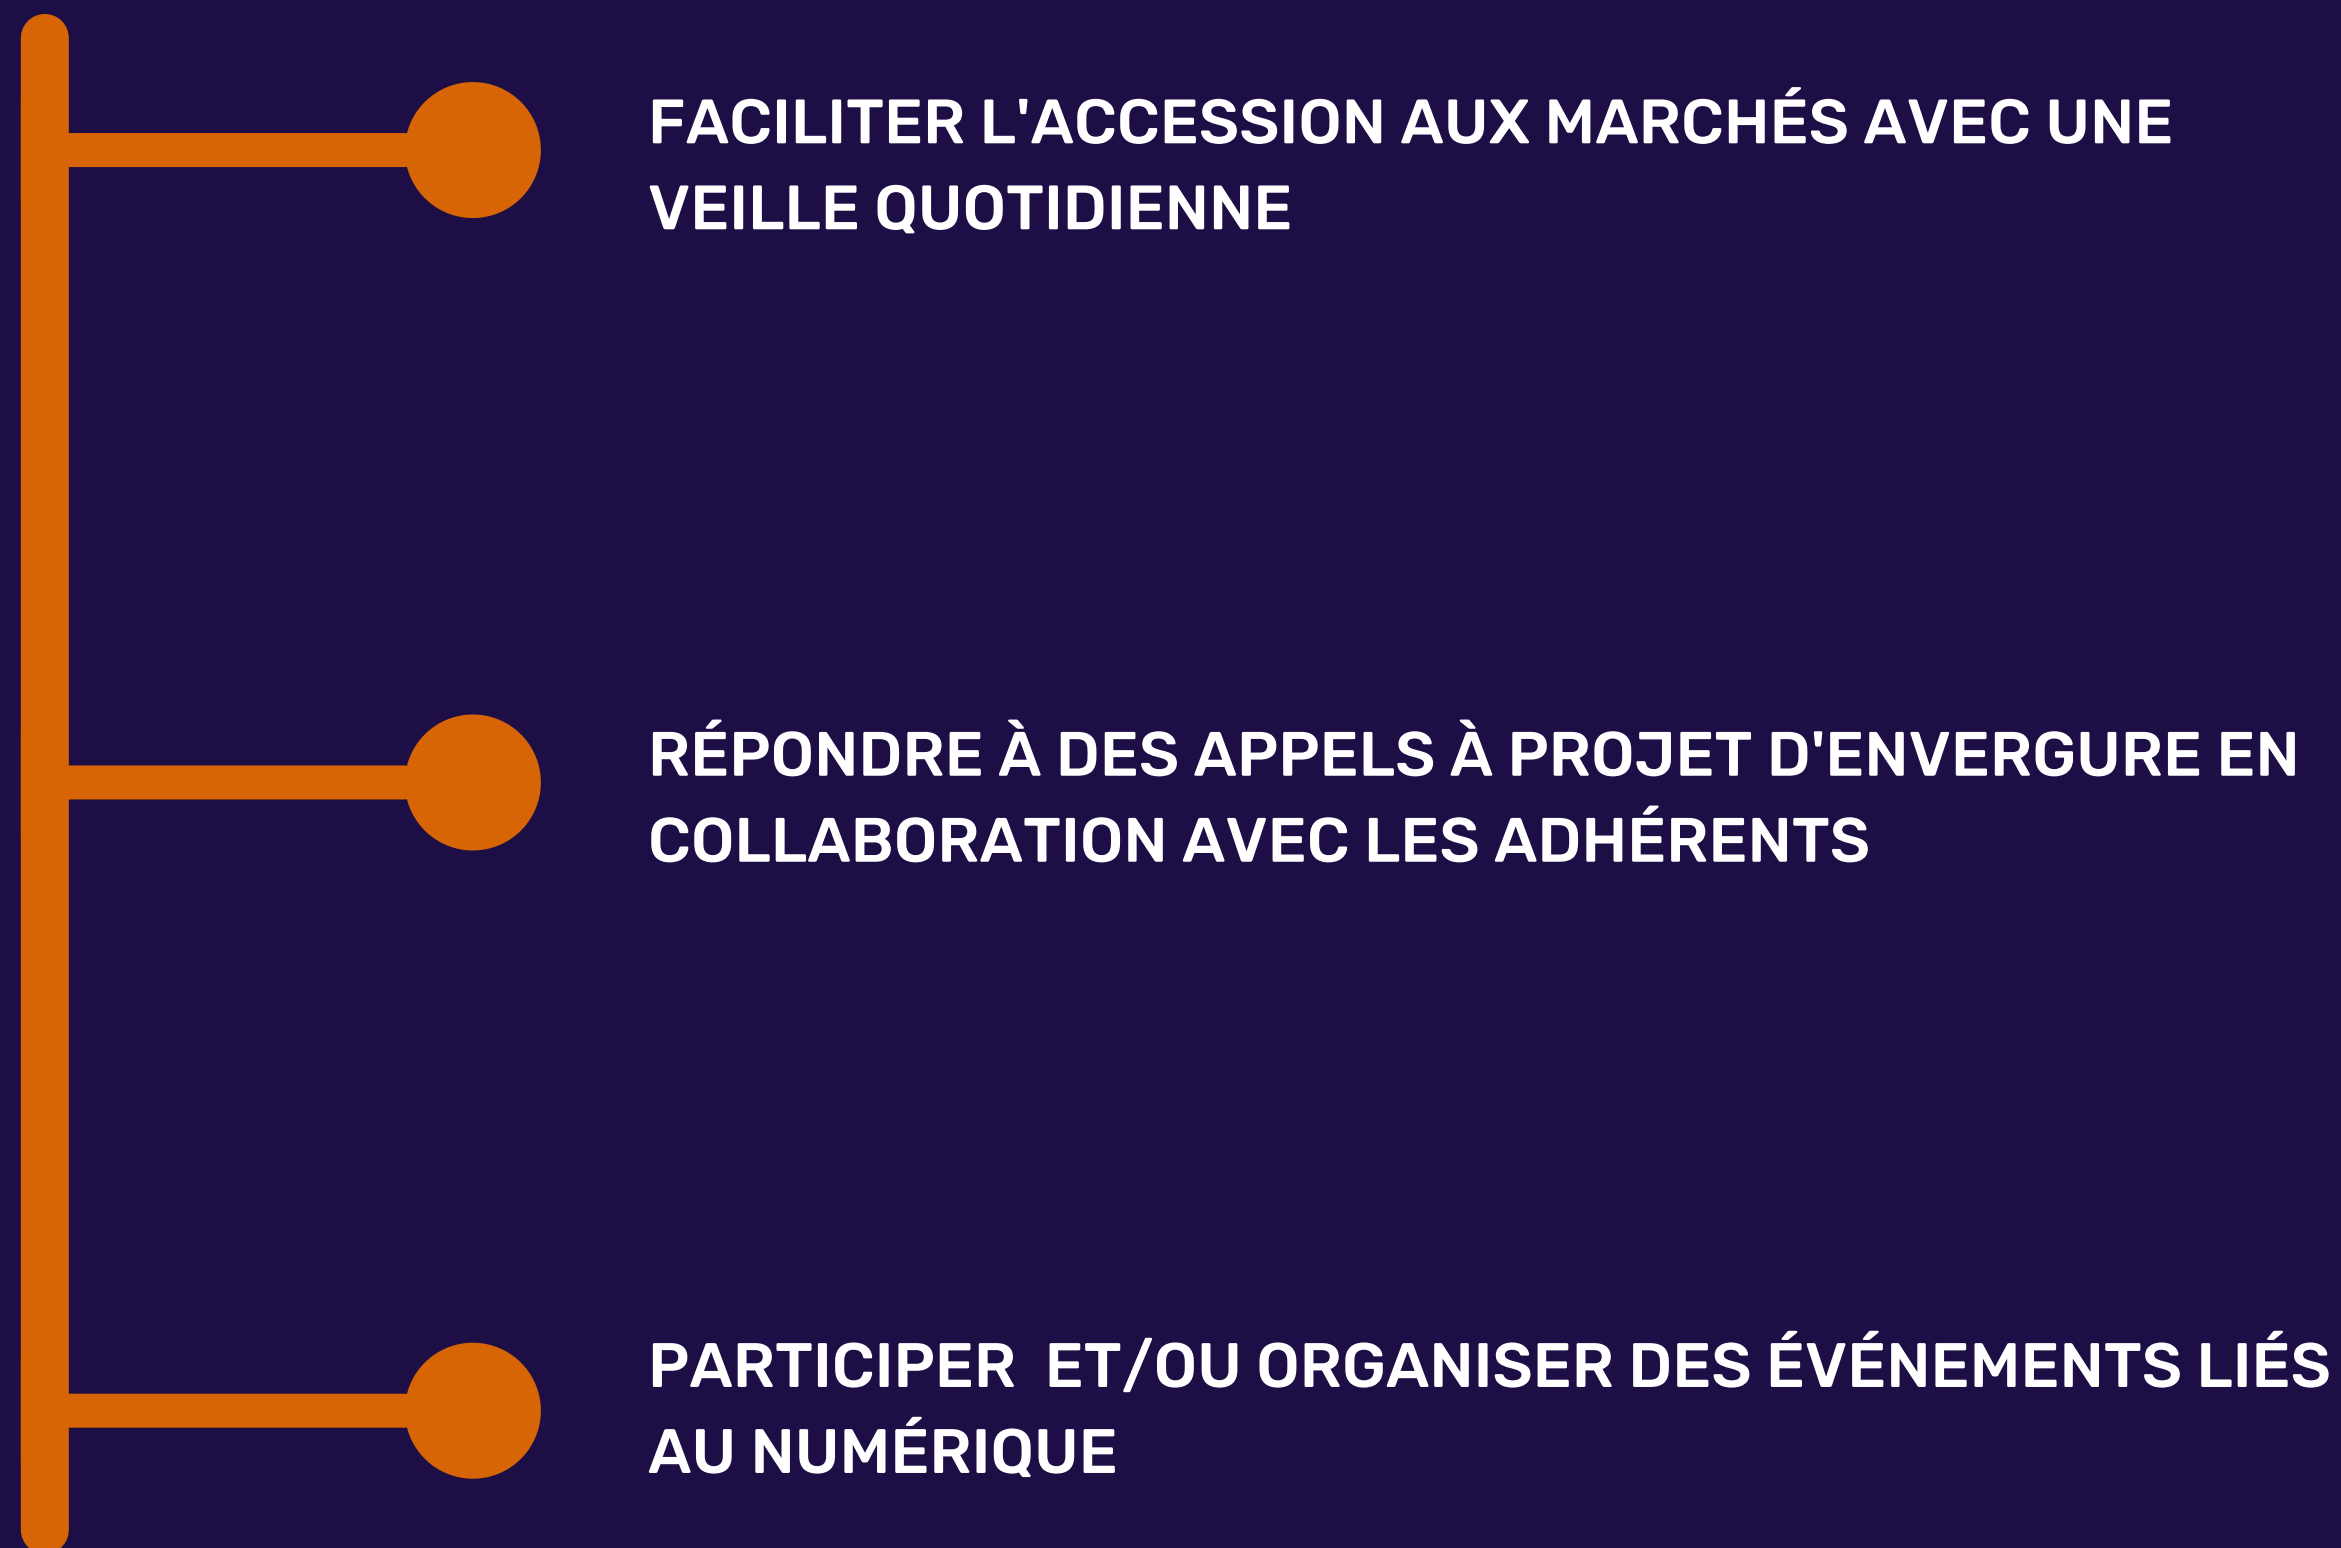 FACILITER L'ACCESSION AUX MARCHÉS AVEC UNE
VEILLE QUOTIDIENNE
RÉPONDRE À DES APPELS À PROJET D'ENVERGURE EN
COLLABORATION AVEC LES ADHÉRENTS
PARTICIPER ET/OU ORGANISER DES ÉVÉNEMENTS LIÉS
AU NUMÉRIQUE